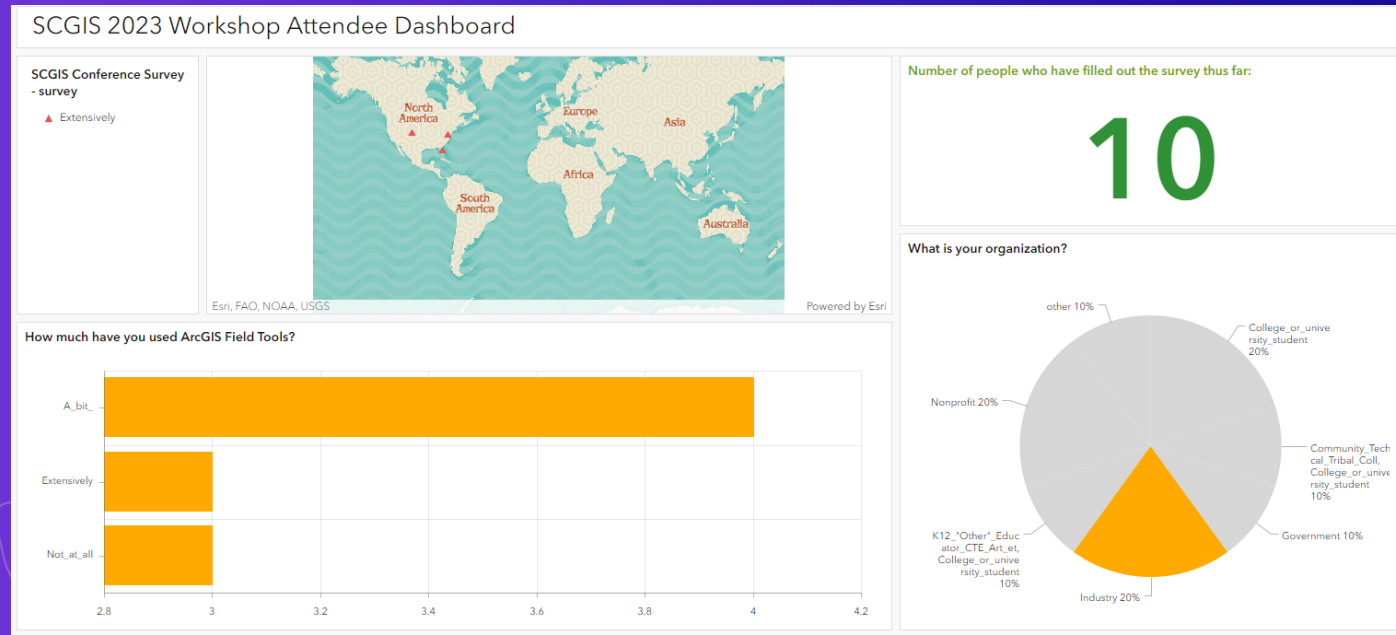 SCGIS 2023 Workshop Attendee Dashboard
SCGIS Conference Survey
- survey
Extensively
North
America
Europe
Asia
Africa
South
America
Australia
Esri, FAO, NOAA, USGS
Powered by Esri
Number of people who have filled out the survey thus far:
10
How much have you used ArcGIS Field Tools?
A_bit_
Extensively
Not_at_all
2.8
3
3.2
3.4
3.6
3.8
4
4.2
What is your organization?
other 10%
College_or_unive
rsity_student
20%
Nonprofit 20%
Community_Tech
cal_Tribal_Coll,
College_or_unive
rsity_student
10%
Government 10%
K12_"Other"_Educ
ator_CTE_Art_et,
College_or_unive
rsity_student
10%
Industry 20%